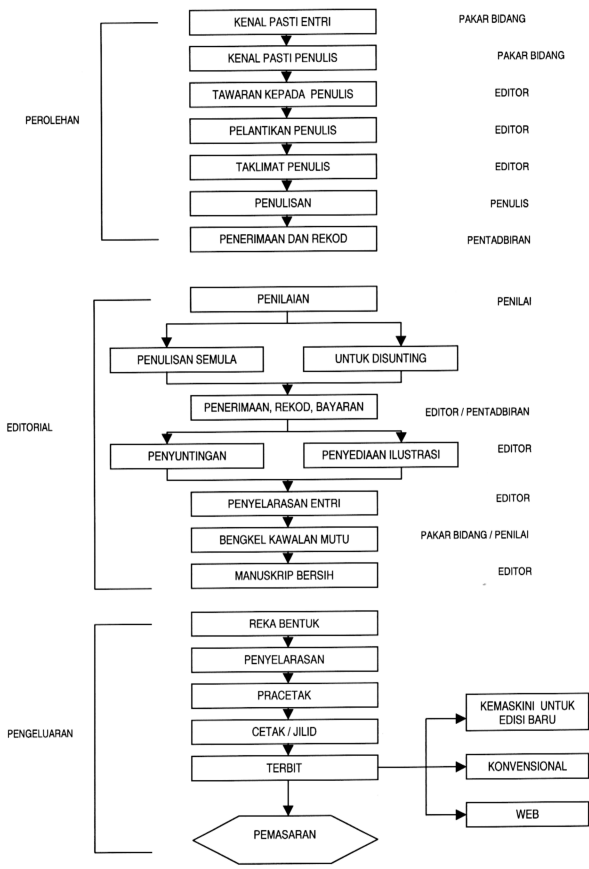 KENAL PASTI ENTRI
PAKAR BIDANG
KENAL PASTI PENULIS
PAKAR BIDANG
TAWARAN KEPADA PENULIS
EDITOR
PEROLEHAN
PELANTIKAN PENULIS
EDITOR
TAKLIMAT PENULIS
EDITOR
PENULISAN
PENULIS
PENERIMAAN DAN REKOD
PENTADBIRAN
PENILAIAN
PENILAI
PENULISAN SEMULA
UNTUK DISUNTING
PENERIMAAN, REKOD, BAYARAN
EDITOR / PENTADBIRAN
EDITORIAL
PENYUNTINGAN
PENYEDIAAN ILUSTRASI
EDITOR
PENYELARASAN ENTRI
EDITOR
BENGKEL KAWALAN MUTU
PAKAR BIDANG / PENILAI
MANUSKRIP BERSIH
EDITOR
REKA BENTUK
PENYELARASAN
PRACETAK
KEMASKINI UNTUK
EDISI BARU
PENGELUARAN
CETAK / JILID
TERBIT
KONVENSIONAL
WEB
PEMASARAN